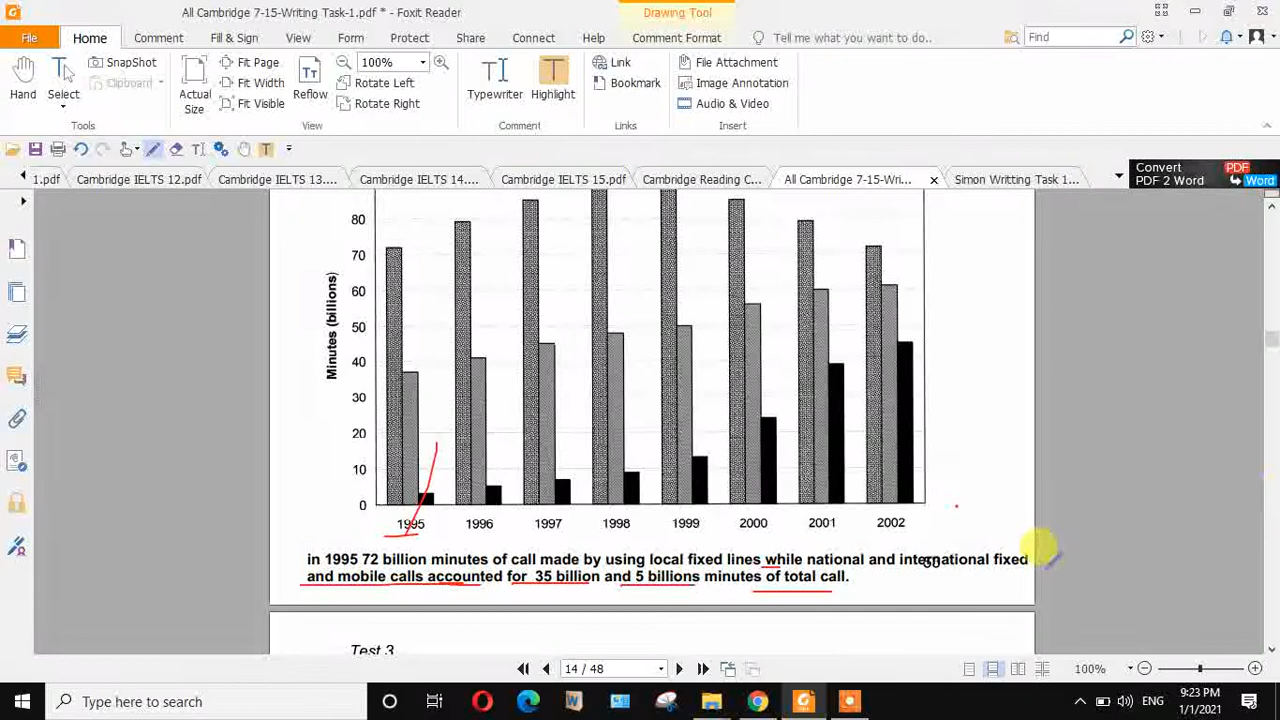 All Cambridge 7-15-Writing Task-1.pdf * - Foxit Reader
Drawing Tool
File
Home
Comment
Fill & Sign
View
Form
Protect
Share
Connect
Help
Comment Format
Tell me what you want to do..
Find
Hand
Select
SnapShot
Clipboard
Actual Size
Fit Page
Fit Width
Fit Visible
Reflow
100%
Rotate Left
Rotate Right
Typewriter
Highlight
Link
Bookmark
File Attachment
Image Annotation
Audio & Video
Tools
View
Comment
Links
Insert
1.pdf
Cambridge IELTS 12.pdf
Cambridge IELTS 13....
Cambridge IELTS 14....
Cambridge IELTS 15.pdf
Cambridge Reading C...
All Cambridge 7-15-Wri...
Simon Writting Task 1...
Convert PDF
PDF 2 Word Word
Minutes (billions)
80
70
60
50
40
30
20
10
0
1995 1996 1997 1998 1999 2000 2001 2002
in 1995 72 billion minutes of call made by using local fixed lines while national and international fixed
and mobile calls accounted for 35 billion and 5 billions minutes of total call.
Test 3
14 / 48
100%
Type here to search
ENG
9:23 PM
1/1/2021